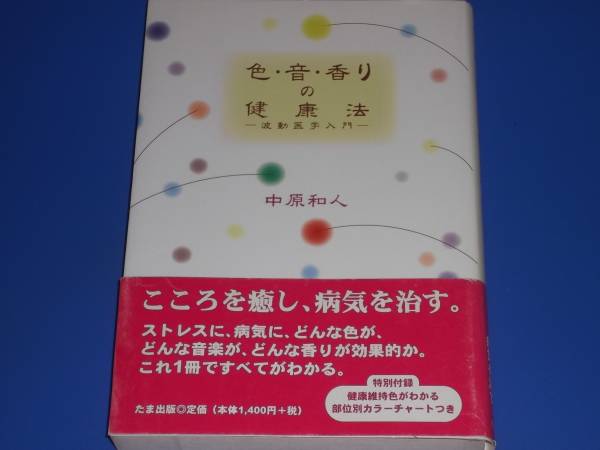 色・音・香り
の
健康法
―波動医学入門―
中原和人
こころを癒し、病気を治す。
ストレスに、病気に、どんな色が、
どんな音楽が、どんな香りが効果的か。
これ1冊ですべてがわかる。
特別付録
健康維持色がわかる
部位別カラーチャートつき
たま出版◎定価（本体1,400円+税）